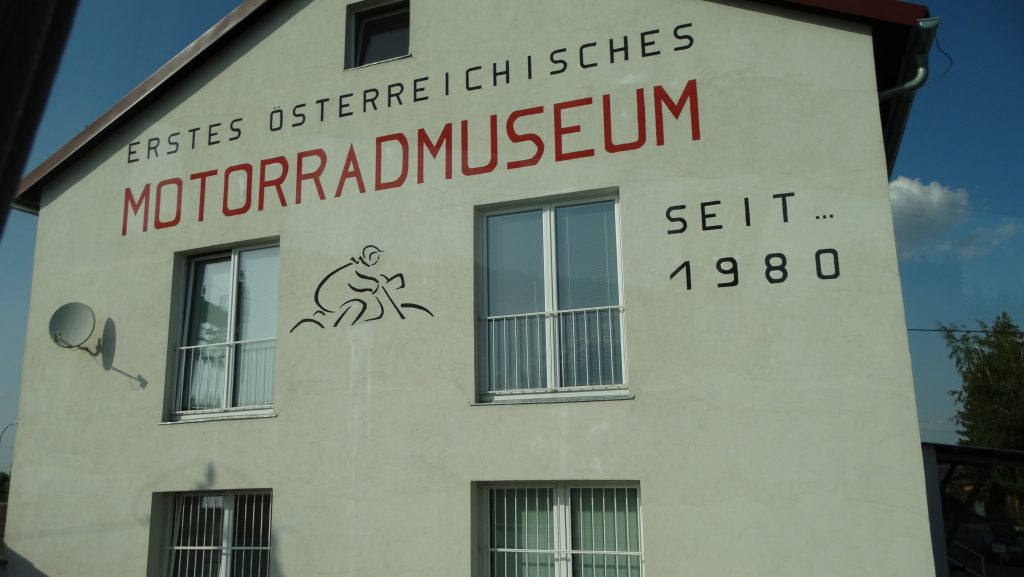 ERSTES ÖSTERREICHISCHES
MOTORRADMUSEUM
SEIT...
1980